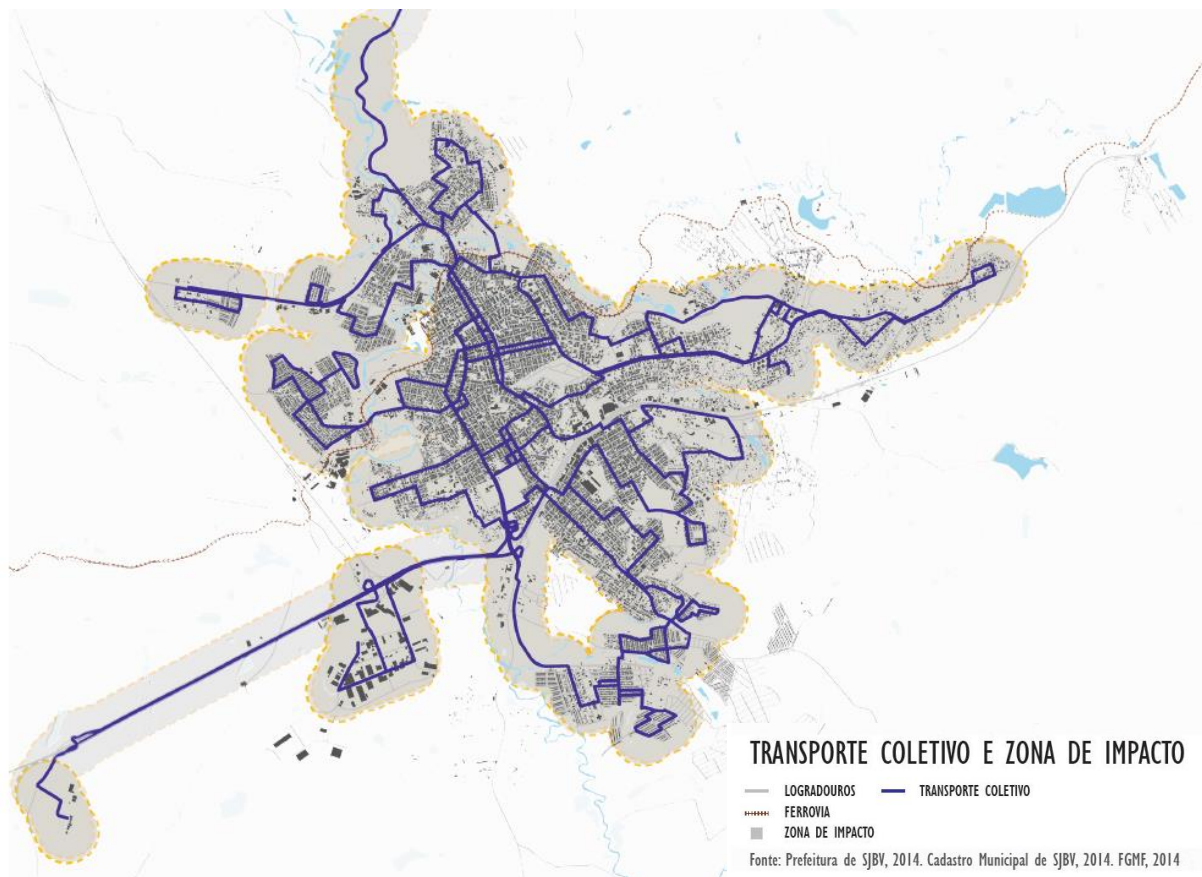 TRANSPORTE COLETIVO E ZONA DE IMPACTO
LOGRADOUROS
TRANSPORTE COLETIVO
FERROVIA
ZONA DE IMPACTO
Fonte: Prefeitura de SJBV, 2014. Cadastro Municipal de SJBV, 2014. FGMF, 2014